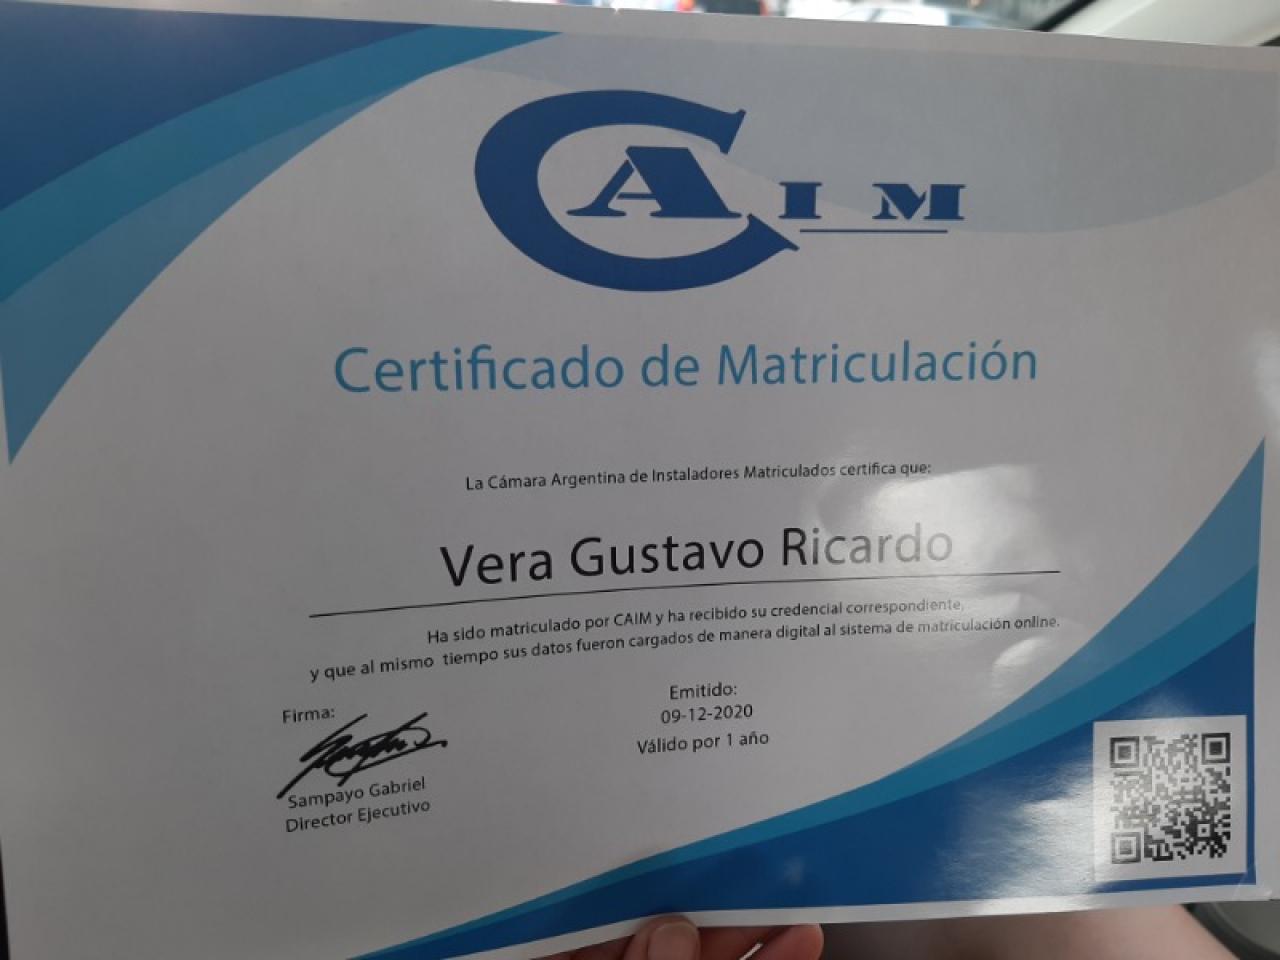 CAIM
Certificado de Matriculación
La Cámara Argentina de Instaladores Matriculados certifica que:
Vera Gustavo Ricardo
Ha sido matriculado por CAIM y ha recibido su credencial correspondiente,
y que al mismo tiempo sus datos fueron cargados de manera digital al sistema de matriculación online.
Firma:
Sampayo Gabriel
Director Ejecutivo
Emitido:
09-12-2020
Válido por 1 año